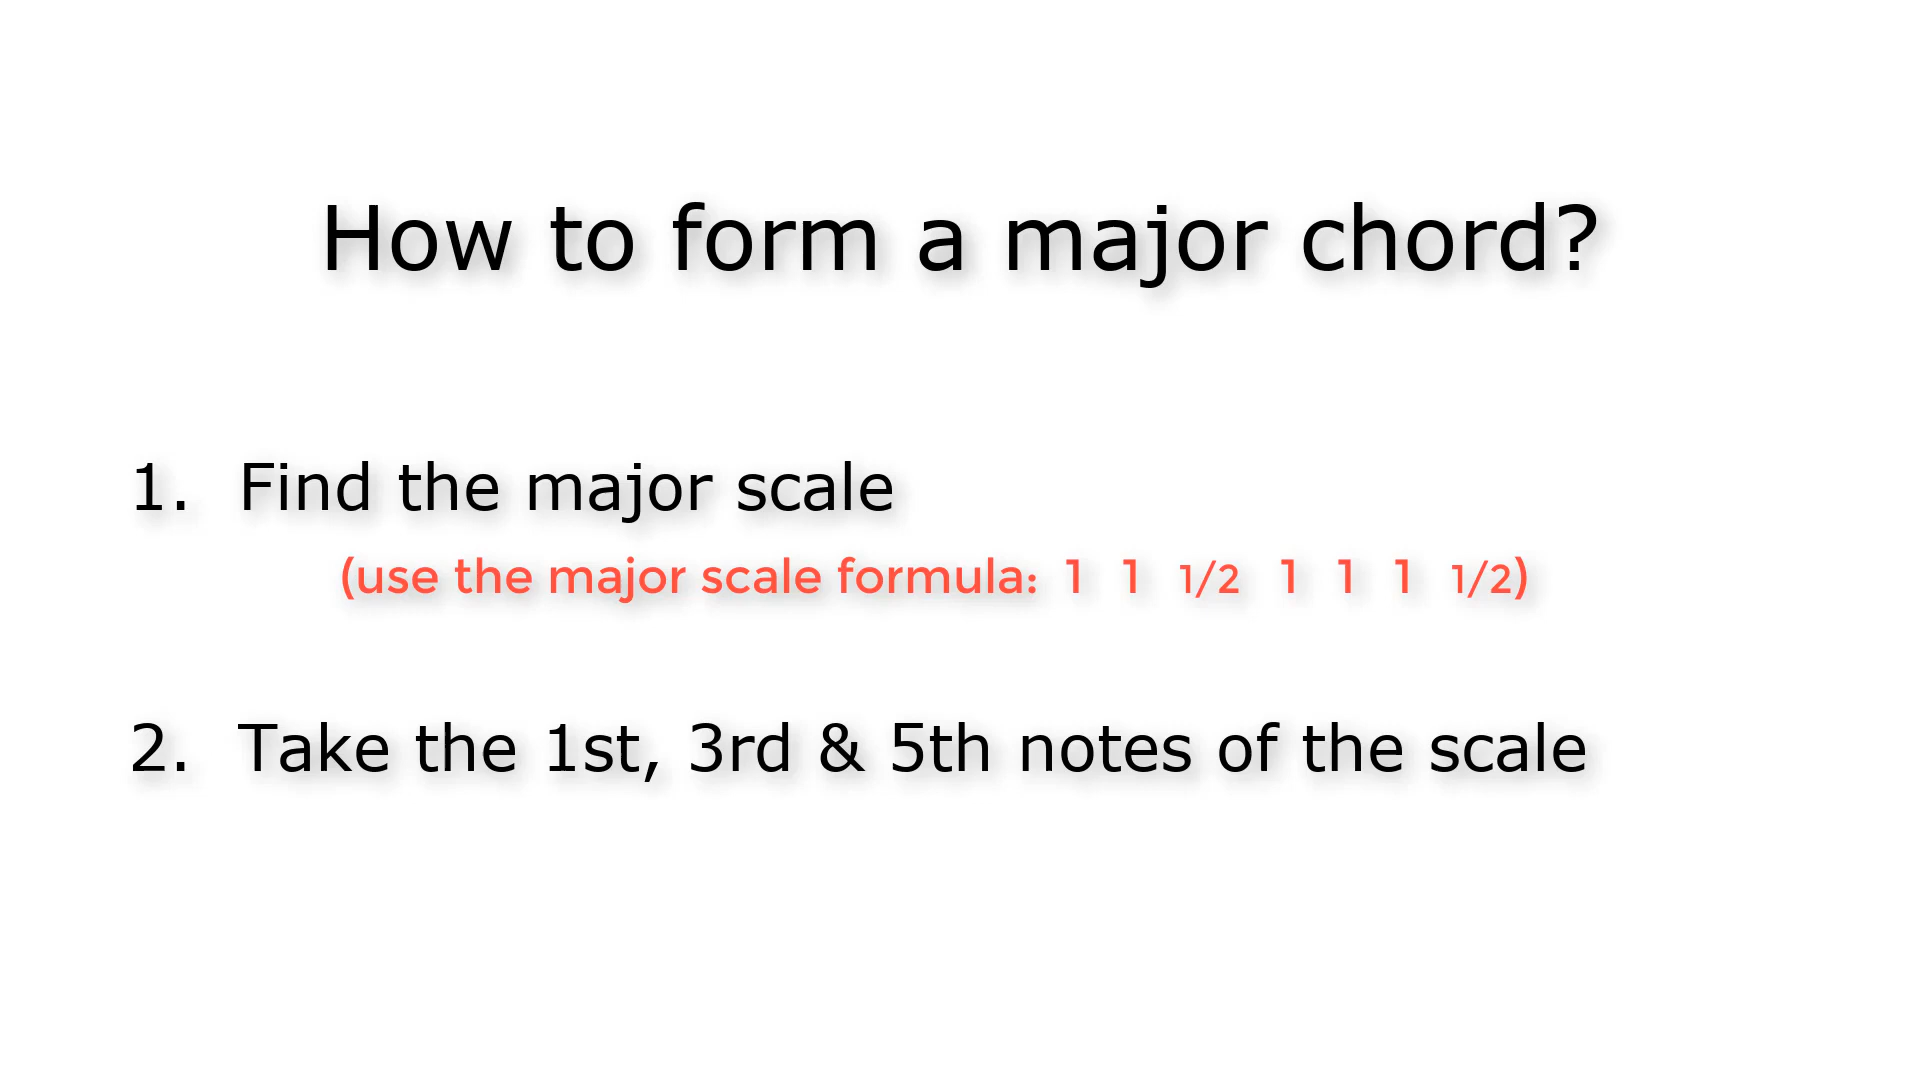 How to form a major chord?
1. Find the major scale
(use the major scale formula: 1 1 1/2 1 1 1 1/2)
2. Take the 1st, 3rd & 5th notes of the scale